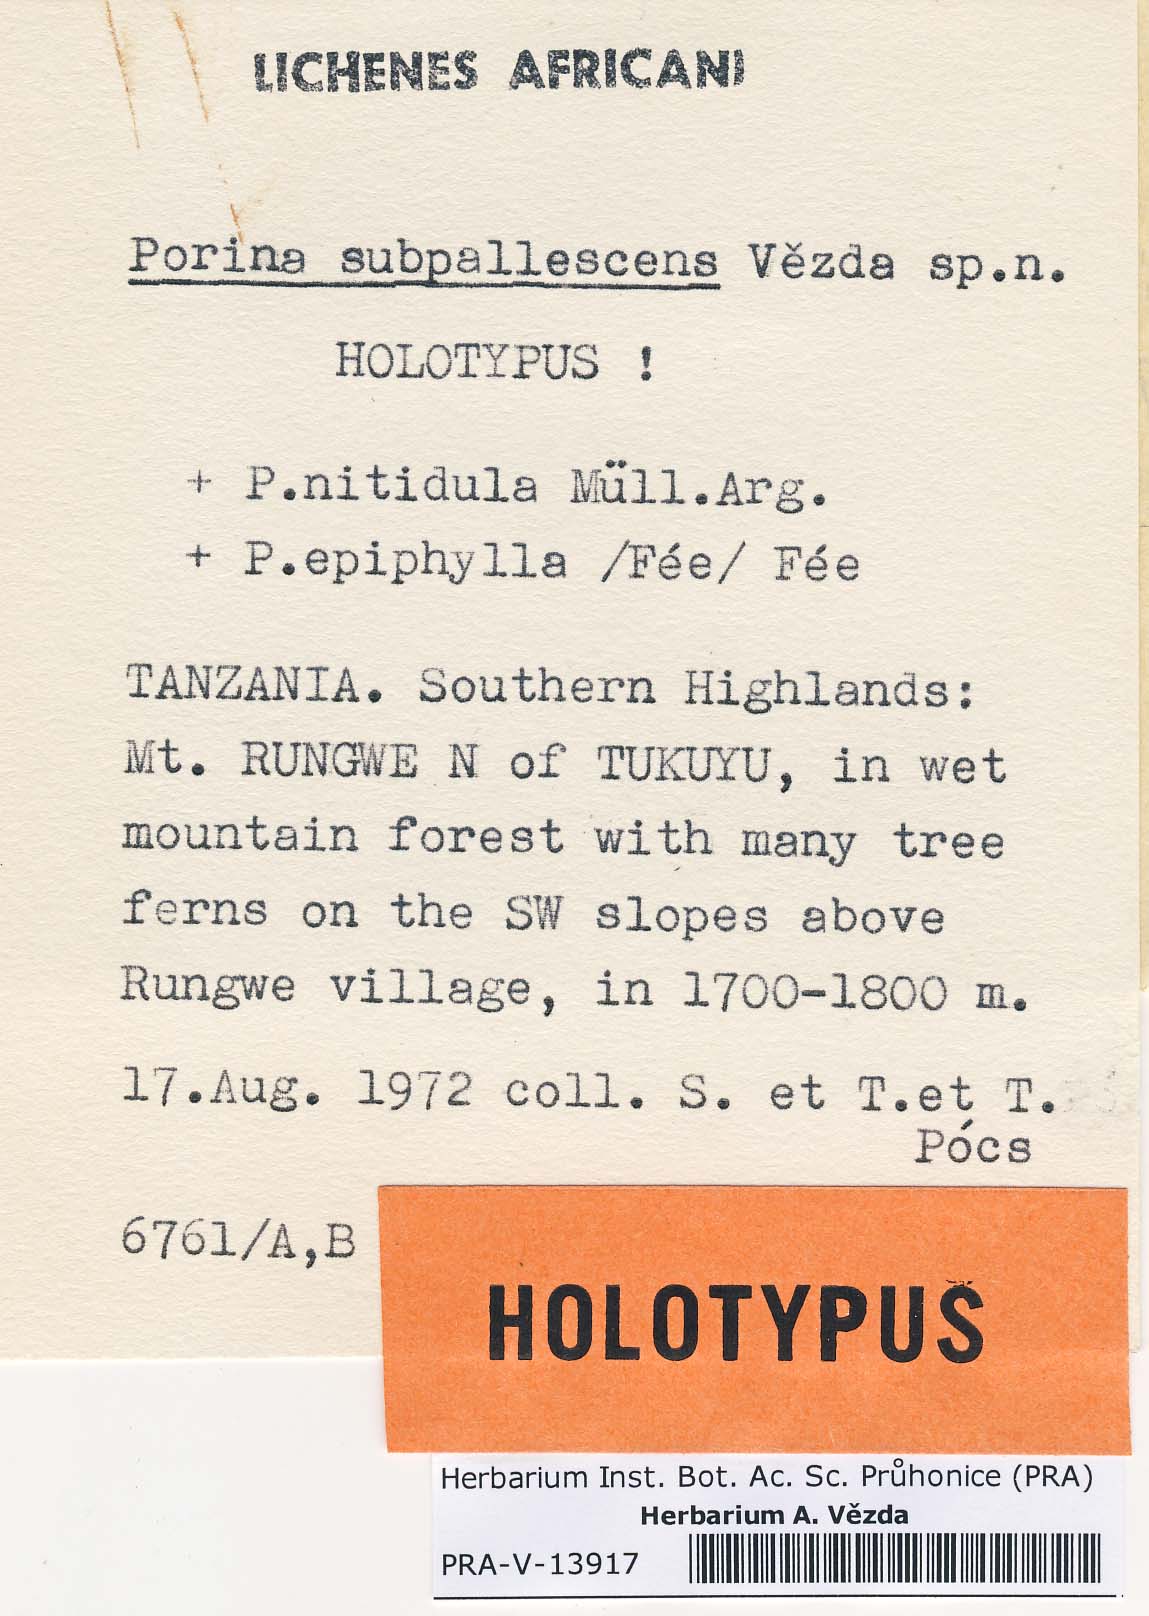 LICHENES AFRICANI
Porina subpallescens Vězda sp.n.
HOLOTYPUS !
+ P.nitidula Müll.Arg.
+ P.epiphylla /Fée/ Fée
TANZANIA. Southern Highlands:
Mt. RUNGWE N of TUKUYU, in wet
mountain forest with many tree
ferns on the SW slopes above
Rungwe village, in 1700-1800 m.
17.Aug. 1972 coll. S. et T.et T.
Pócs
6761/A,B
HOLOTYPUS
Herbarium Inst. Bot. Ac. Sc. Průhonice (PRA)
Herbarium A. Vězda
PRA-V-13917